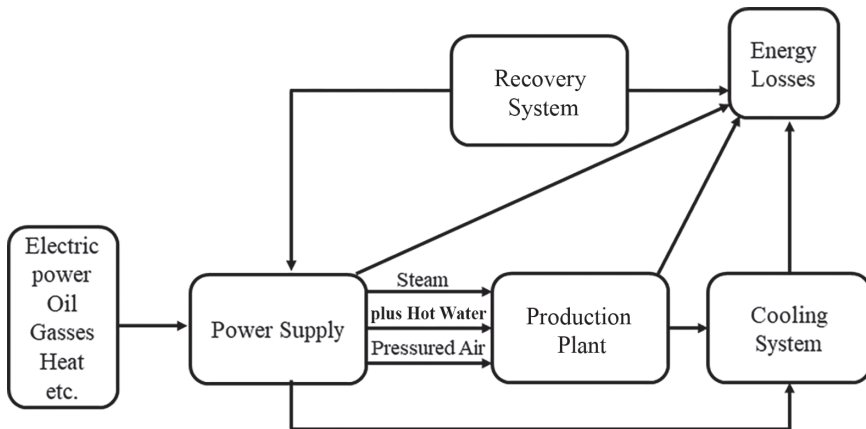 Recovery
System
Energy
Losses
Electric
power
Oil
Gasses
Heat
etc.
Power Supply
Steam
plus Hot Water
Pressured Air
Production
Plant
Cooling
System